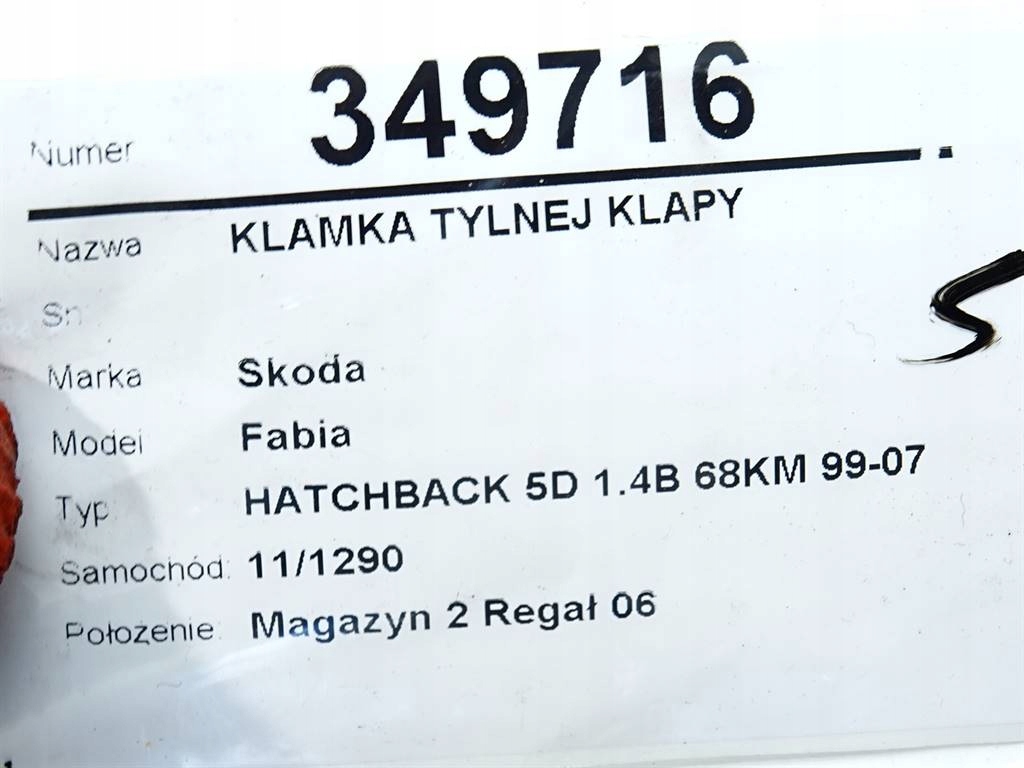 Numer 349716
Nazwa KLAMKA TYLNEJ KLAPY
Sn:
Marka Skoda
Model Fabia
Typ HATCHBACK 5D 1.4B 68KM 99-07
Samochód: 11/1290
Położenie: Magazyn 2 Regał 06
S